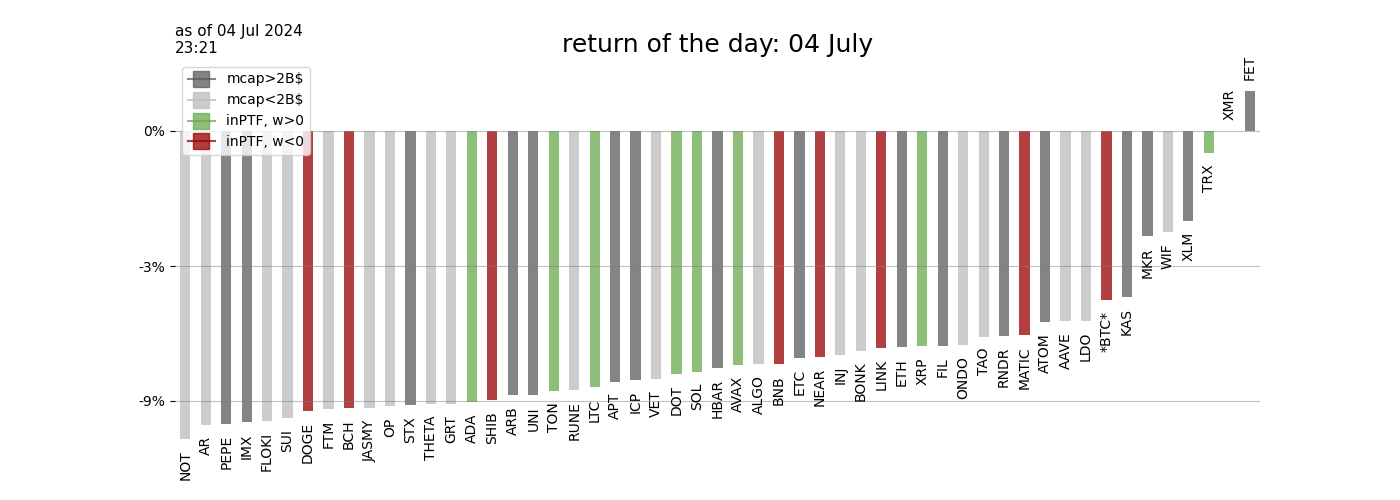 as of 04 Jul 2024
23:21
return of the day: 04 July
mcap>2B$
mcap<2B$
inPTF, w>0
inPTF, w<0
0%
-3%
-9%
NOT
AR
PEPE
IMX
FLOKI
SUI
DOGE
FTM
BCH
JASMY
OP
STX
THETA
GRT
ADA
SHIB
ARB
UNI
TON
RUNE
LTC
APT
ICP
VET
DOT
SOL
HBAR
AVAX
ALGO
BNB
ETC
NEAR
INJ
BONK
LINK
ETH
XRP
FIL
ONDO
TAO
RNDR
MATIC
ATOM
AAVE
LDO
*BTC*
KAS
MKR
WIF
XLM
TRX
XMR
FET